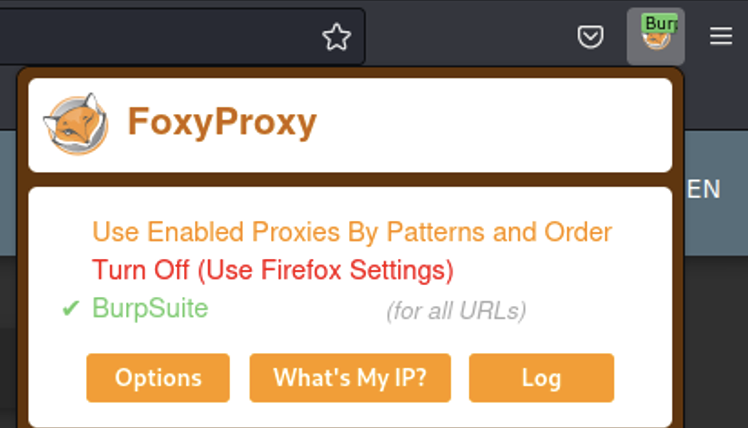 Burp
FoxyProxy
EN
Use Enabled Proxies By Patterns and Order
Turn Off (Use Firefox Settings)
✔ BurpSuite (for all URLs)
Options What's My IP? Log